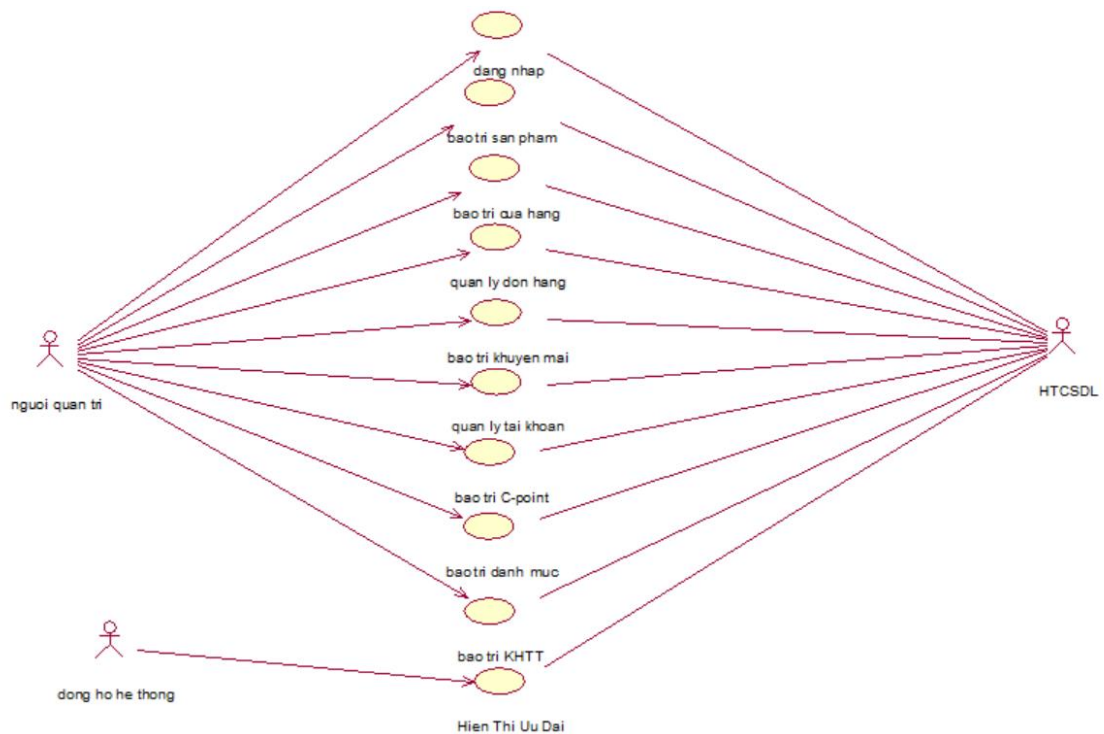 dang nhap
bao tri san pham
bao tri cua hang
quan ly don hang
bao tri khuyen mai
nguoi quan tri
HTCSDL
quan ly tai khoan
bao tri C-point
bao tri danh muc
bao tri KHTT
dong ho he thong
Hien Thi Uu Dai